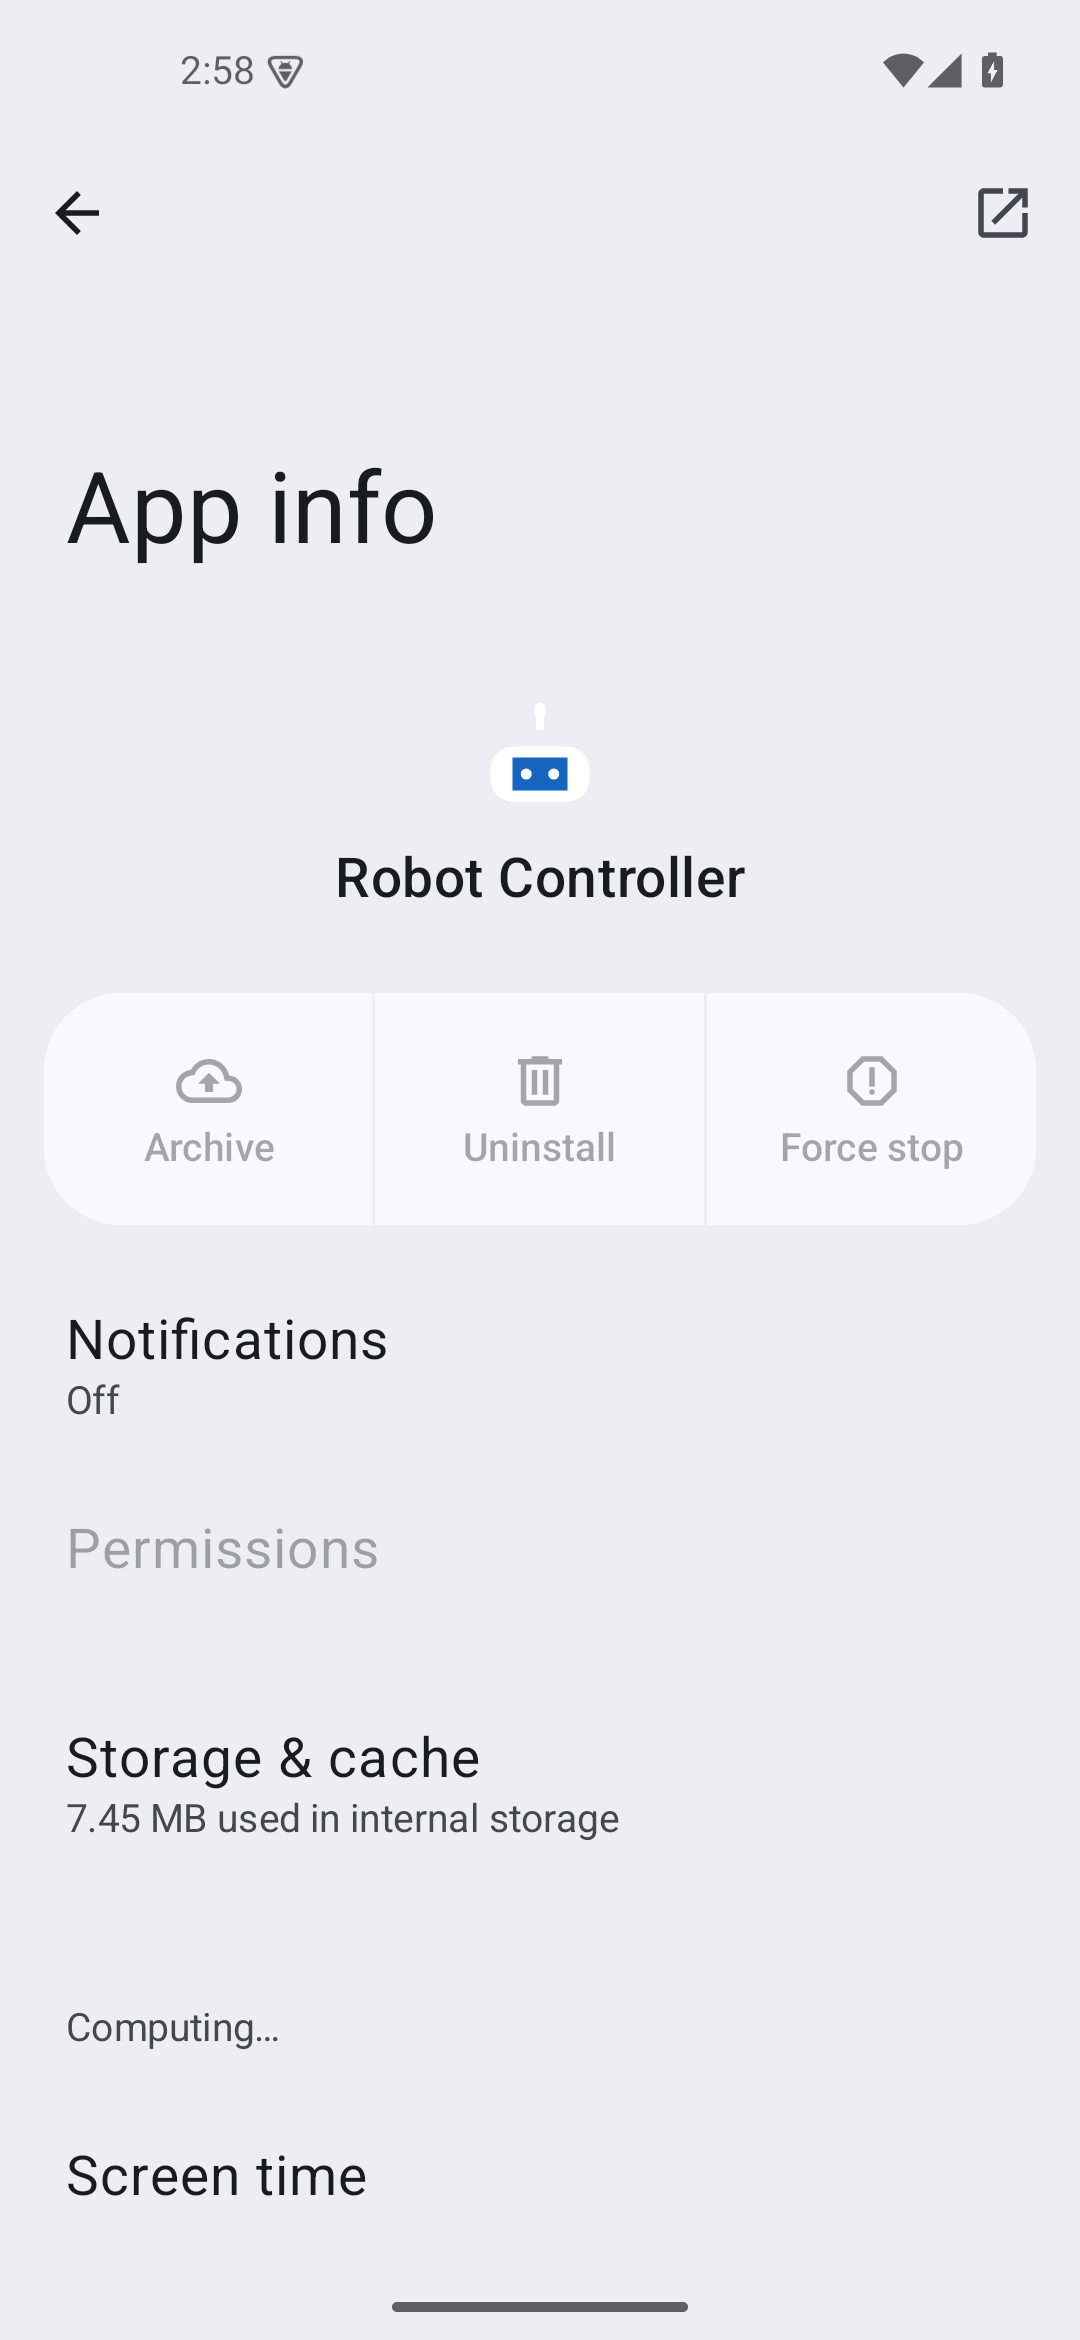 2:58
App info
Robot Controller
Archive
Uninstall
Force stop
Notifications
Off
Permissions
Storage & cache
7.45 MB used in internal storage
Computing…
Screen time